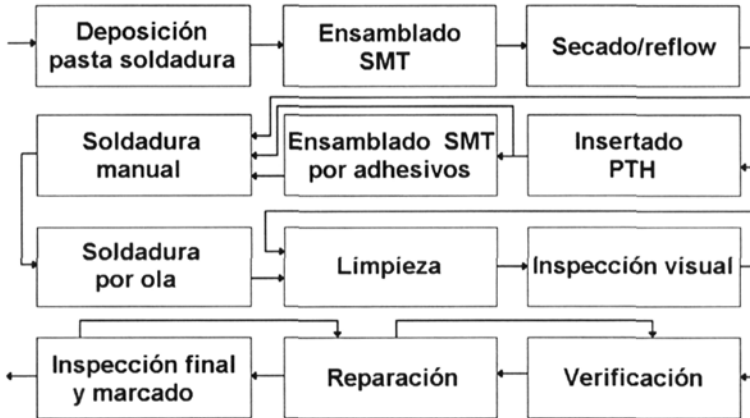 Deposición
pasta soldadura
Ensamblado
SMT
Secado/reflow
Soldadura
manual
Ensamblado SMT
por adhesivos
Insertado
PTH
Soldadura
por ola
Limpieza
Inspección visual
Inspección final
y marcado
Reparación
Verificación